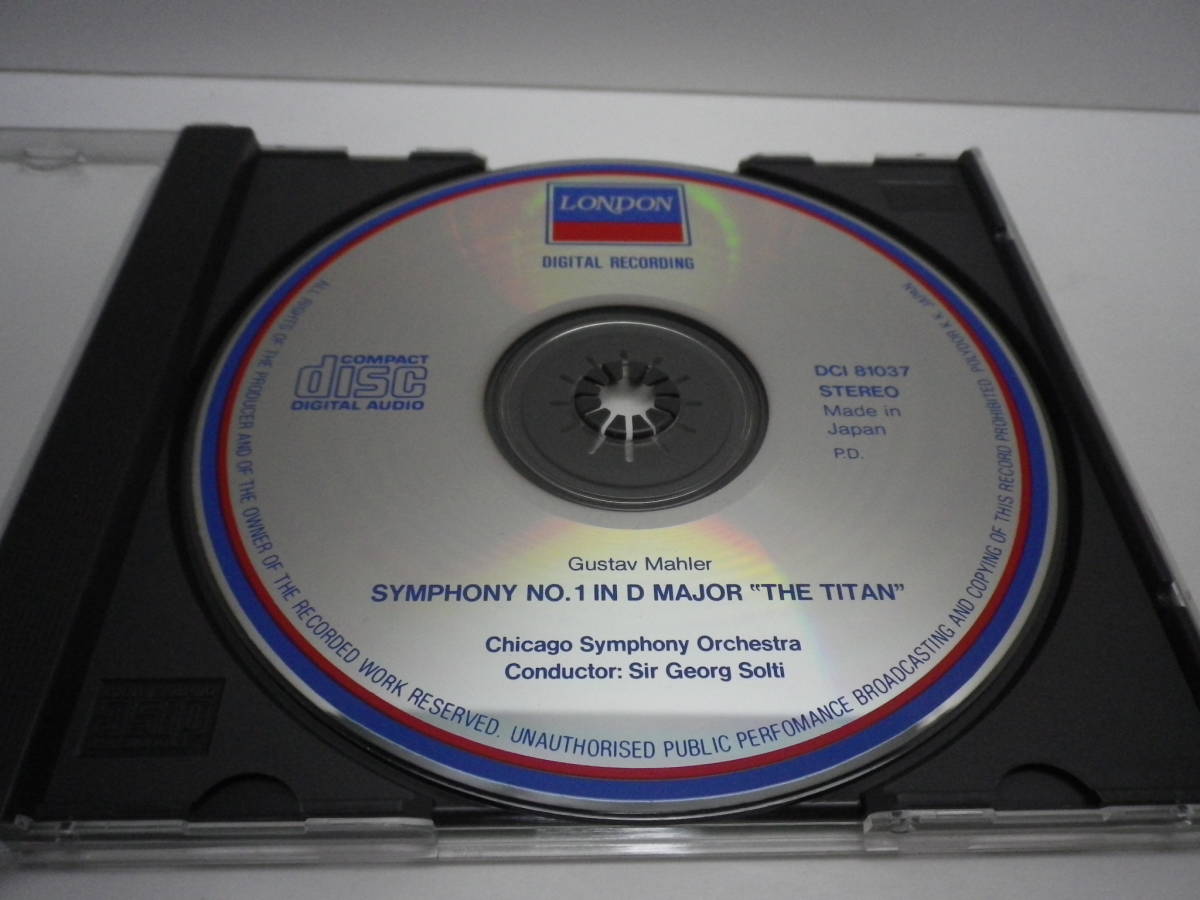 LONDON
DIGITAL RECORDING
COMPACT
disc
DIGITAL AUDIO
DCI 81037
STEREO
Made in
Japan
P.D.
Gustav Mahler
SYMPHONY NO.1 IN D MAJOR "THE TITAN"
Chicago Symphony Orchestra
Conductor: Sir Georg Solti
ALL RIGHTS OF THE PRODUCER AND OF THE OWNER OF THE RECORDED WORK RESERVED. UNAUTHORISED PUBLIC PERFOMANCE BROADCASTING AND COPYING OF THIS RECORD PROHIBITED. POLYDOR K.K. JAPAN